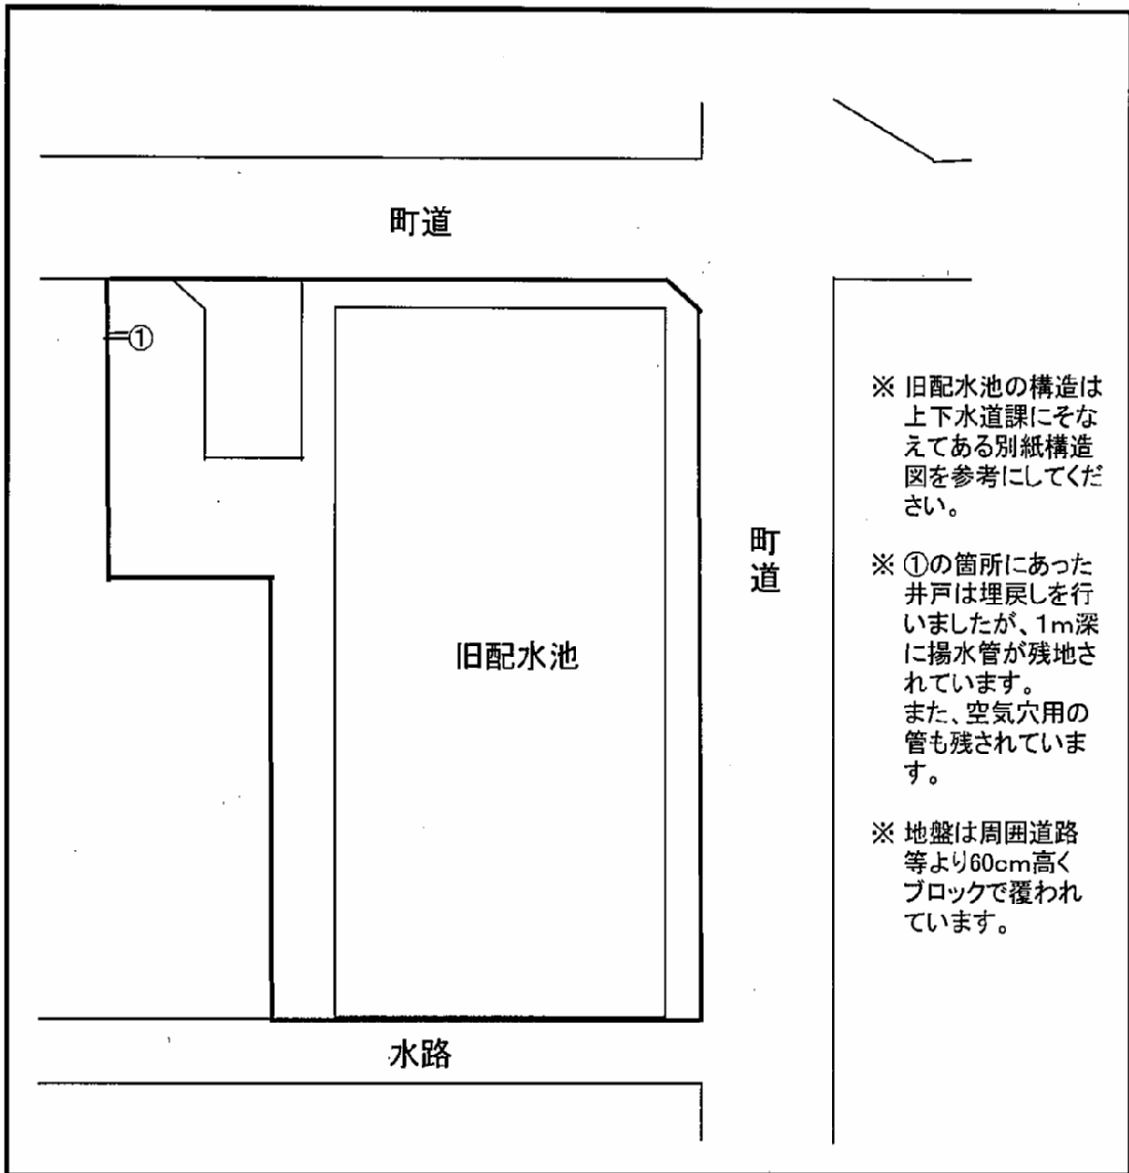 町道
①
※ 旧配水池の構造は
上下水道課にそな
えてある別紙構造
図を参考にしてくだ
さい。
町
道
※ ①の箇所にあった
井戸は埋戻しを行
いましたが、1m深
に揚水管が残地さ
れています。
また、空気穴用の
管も残されていま
す。
旧配水池
※ 地盤は周囲道路
等より60cm高く
ブロックで覆われ
ています。
水路